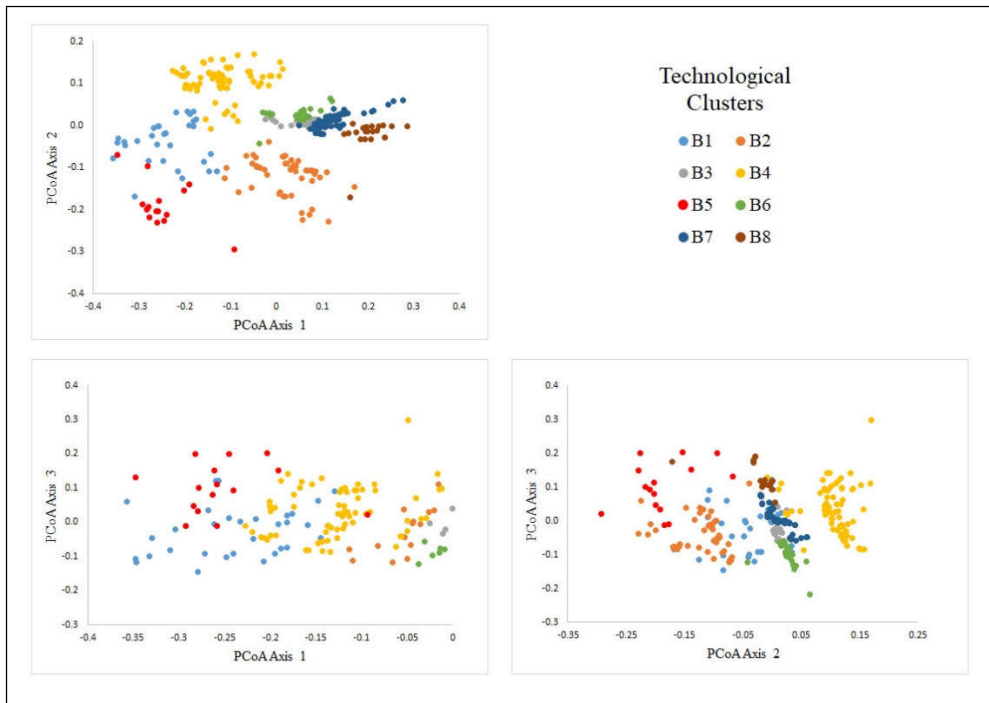 0.2
0.1
0.0
-0.1
-0.2
-0.3
-0.4
PCoA Axis 2
-0.4 -0.3 -0.2 -0.1 0 0.1 0.2 0.3 0.4
PCoA Axis 1
Technological
Clusters
B1 B2
B3 B4
B5 B6
B7 B8
0.4
0.3
0.2
0.1
0.0
-0.1
-0.2
-0.3
PCoA Axis 3
-0.4 -0.35 -0.3 -0.25 -0.2 -0.15 -0.1 -0.05 0
PCoA Axis 1
0.4
0.3
0.2
0.1
0.0
-0.1
-0.2
-0.3
PCoA Axis 3
-0.35 -0.25 -0.15 -0.05 0.05 0.15 0.25
PCoA Axis 2